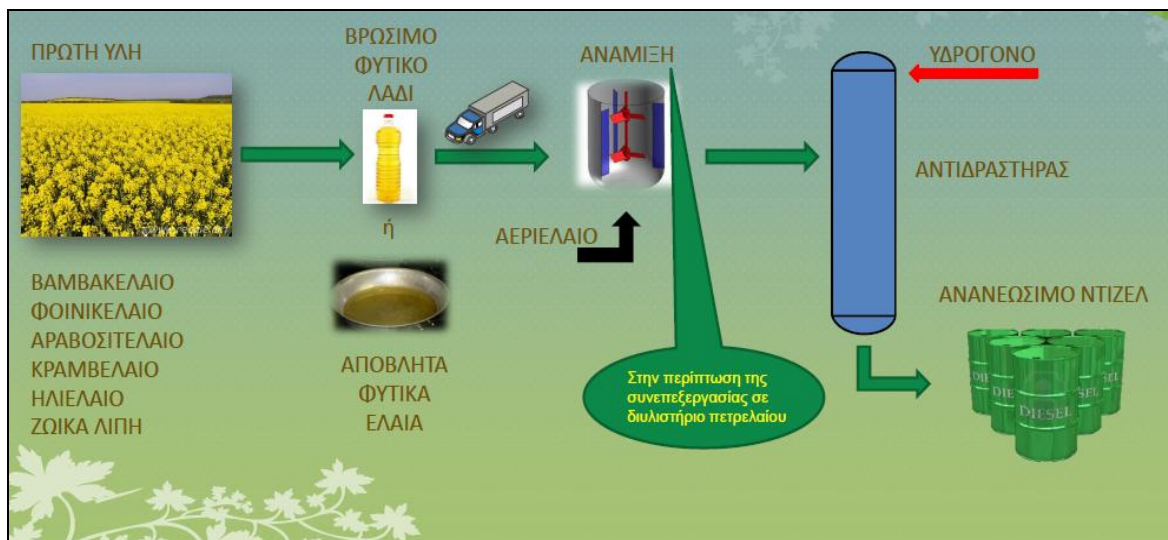 ΠΡΩΤΗ ΥΛΗ
ΒΑΜΒΑΚΕΛΑΙΟ
ΦΟΙΝΙΚΕΛΑΙΟ
ΑΡΑΒΟΣΙΤΕΛΑΙΟ
ΚΡΑΜΒΕΛΑΙΟ
ΗΛΙΕΛΑΙΟ
ΖΩΙΚΑ ΛΙΠΗ
ΒΡΩΣΙΜΟ
ΦΥΤΙΚΟ
ΛΑΔΙ
ή
ΑΠΟΒΛΗΤΑ
ΦΥΤΙΚΑ
ΕΛΑΙΑ
ΑΝΑΜΙΞΗ
ΑΕΡΙΕΛΑΙΟ
Στην περίπτωση της
συνεπεξεργασίας σε
διυλιστήριο πετρελαίου
ΥΔΡΟΓΟΝΟ
ΑΝΤΙΔΡΑΣΤΗΡΑΣ
ΑΝΑΝΕΩΣΙΜΟ ΝΤΙΖΕΛ
DIESEL